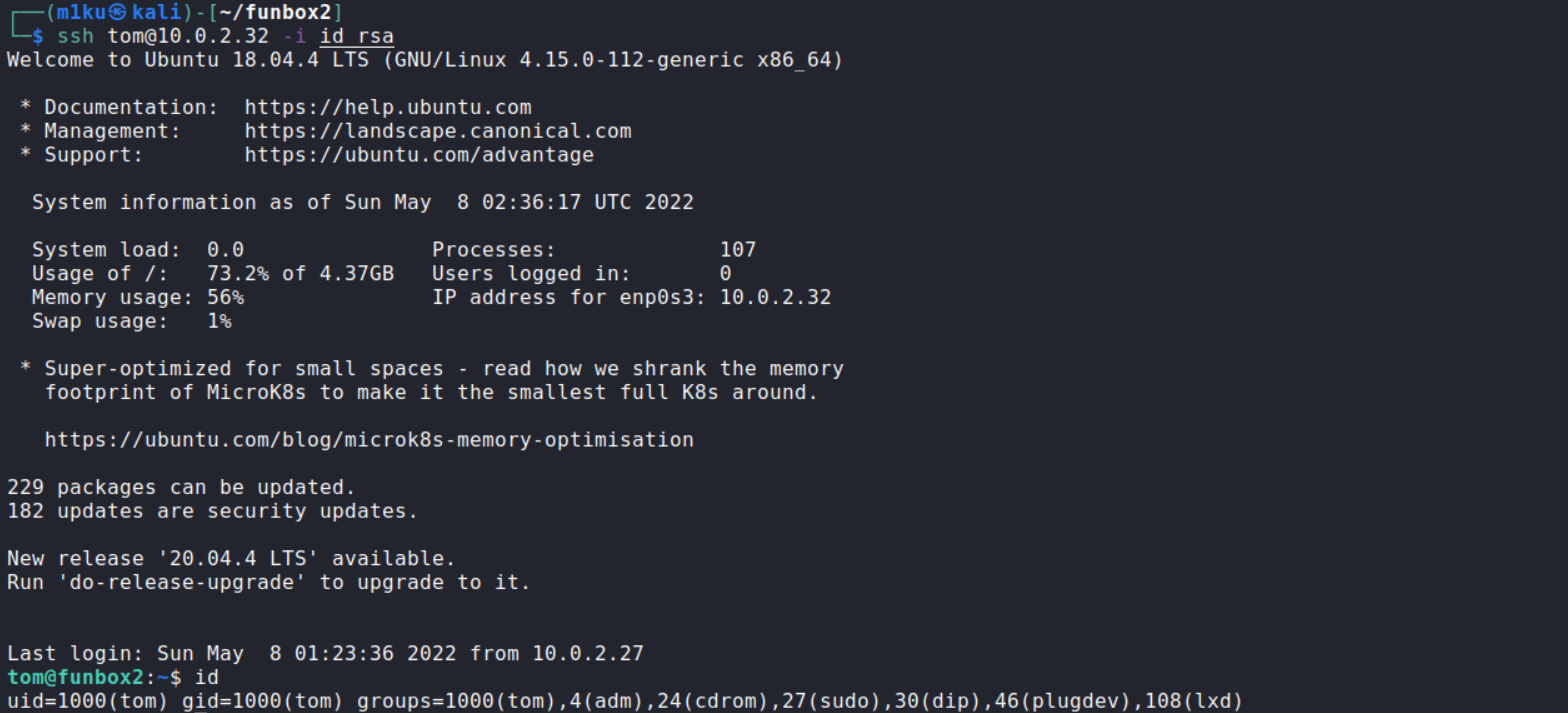 ┌──(m1ku㉿kali)-[~/funbox2]
└─$ ssh tom@10.0.2.32 -i id_rsa
Welcome to Ubuntu 18.04.4 LTS (GNU/Linux 4.15.0-112-generic x86_64)
* Documentation:  https://help.ubuntu.com
* Management:     https://landscape.canonical.com
* Support:        https://ubuntu.com/advantage
System information as of Sun May  8 02:36:17 UTC 2022
System load:  0.0                Processes:             107
Usage of /:   73.2% of 4.37GB   Users logged in:       0
Memory usage: 56%                IP address for enp0s3: 10.0.2.32
Swap usage:   1%
* Super-optimized for small spaces - read how we shrank the memory
footprint of MicroK8s to make it the smallest full K8s around.
https://ubuntu.com/blog/microk8s-memory-optimisation
229 packages can be updated.
182 updates are security updates.
New release '20.04.4 LTS' available.
Run 'do-release-upgrade' to upgrade to it.
Last login: Sun May  8 01:23:36 2022 from 10.0.2.27
tom@funbox2:~$ id
uid=1000(tom) gid=1000(tom) groups=1000(tom),4(adm),24(cdrom),27(sudo),30(dip),46(plugdev),108(lxd)